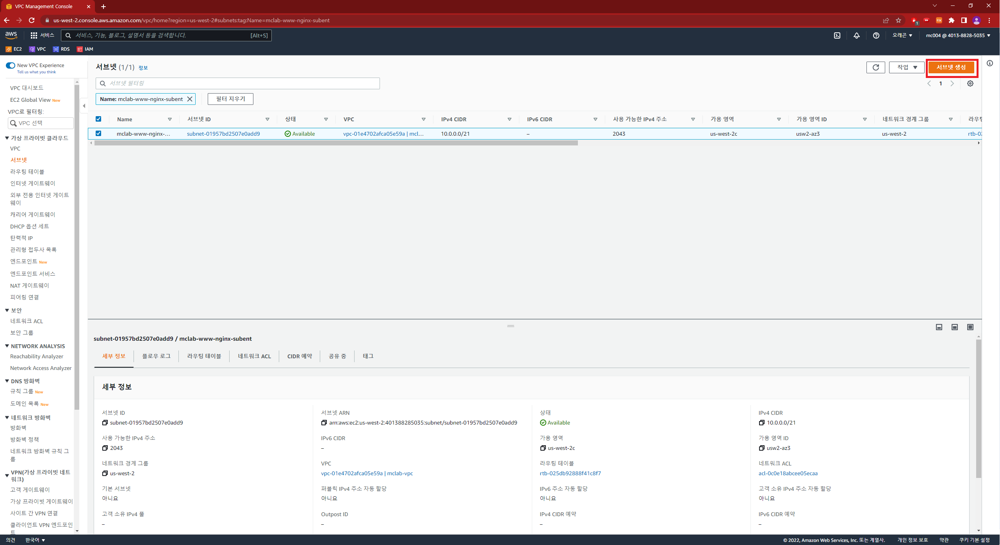 VPC Management Console
us-west-2.console.aws.amazon.com/vpc/home?region=us-west-2#subnets:tag:Name=mclab-www-nginx-subent
1
aws 서비스 서비스, 기능, 블로그, 설명서 등을 검색합니다. [Alt+S] 오레곤 mc004 @ 4013-8828-5035
EC2 VPC RDS IAM
New VPC Experience
Tell us what you think
VPC 대시보드
EC2 Global View New
VPC로 필터링:
VPC 선택
가상 프라이빗 클라우드
VPC
서브넷
라우팅 테이블
인터넷 게이트웨이
외부 전용 인터넷 게이트
웨이
캐리어 게이트웨이
DHCP 옵션 세트
탄력적 IP
관리형 접두사 목록
엔드포인트 New
엔드포인트 서비스
NAT 게이트웨이
피어링 연결
보안
네트워크 ACL
보안 그룹
NETWORK ANALYSIS
Reachability Analyzer
Network Access Analyzer
DNS 방화벽
규칙 그룹 New
도메인 목록 New
네트워크 방화벽
방화벽
방화벽 정책
네트워크 방화벽 규칙 그
룹
VPN(가상 프라이빗 네트
워크)
고객 게이트웨이
가상 프라이빗 게이트웨이
사이트 간 VPN 연결
클라이언트 VPN 엔드포인
트
서브넷 (1/1) 정보
작업 서브넷 생성
서브넷 필터링
1
Name: mclab-www-nginx-subent 필터 지우기
Name 서브넷 ID 상태 VPC IPv4 CIDR IPv6 CIDR 사용 가능한 IPv4 주소 가용 영역 가용 영역 ID 네트워크 경계 그룹 라우팅
mclab-www-nginx-... subnet-01957bd2507e0add9 Available vpc-01e4702afca05e59a | mcl... 10.0.0.0/21 – 2043 us-west-2c usw2-az3 us-west-2 rtb-02
subnet-01957bd2507e0add9 / mclab-www-nginx-subent
세부 정보 플로우 로그 라우팅 테이블 네트워크 ACL CIDR 예약 공유 중 태그
세부 정보
서브넷 ID 서브넷 ARN 상태 IPv4 CIDR
subnet-01957bd2507e0add9 arn:aws:ec2:us-west-2:401388285035:subnet/subnet-01957bd2507e0add9 Available 10.0.0.0/21
사용 가능한 IPv4 주소 IPv6 CIDR 가용 영역 가용 영역 ID
2043 – us-west-2c usw2-az3
네트워크 경계 그룹 VPC 라우팅 테이블 네트워크 ACL
us-west-2 vpc-01e4702afca05e59a | mclab-vpc rtb-025db92888f41c8f7 acl-0c0e18abcee05ecaa
기본 서브넷 퍼블릭 IPv4 주소 자동 할당 IPv6 주소 자동 할당 고객 소유 IPv4 주소 자동 할당
아니요 아니요 아니요 아니요
고객 소유 IPv4 풀 Outpost ID IPv4 CIDR 예약 IPv6 CIDR 예약
– – – –
의견 한국어 © 2022, Amazon Web Services, Inc. 또는 계열사. 개인 정보 보호 약관 쿠키 기본 설정